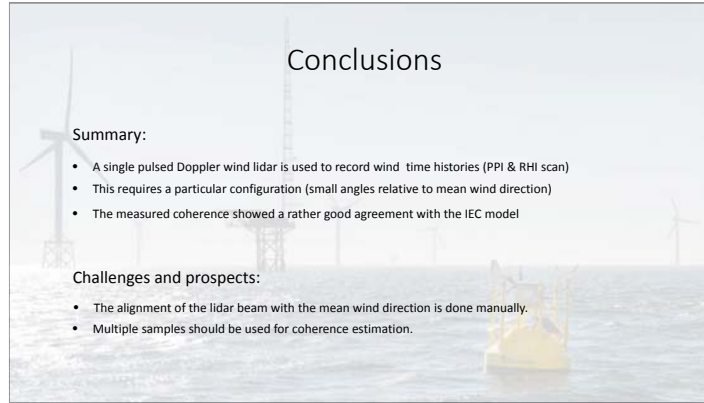 Conclusions
Summary:
• A single pulsed Doppler wind lidar is used to record wind time histories (PPI & RHI scan)
• This requires a particular configuration (small angles relative to mean wind direction)
• The measured coherence showed a rather good agreement with the IEC model
Challenges and prospects:
• The alignment of the lidar beam with the mean wind direction is done manually.
• Multiple samples should be used for coherence estimation.